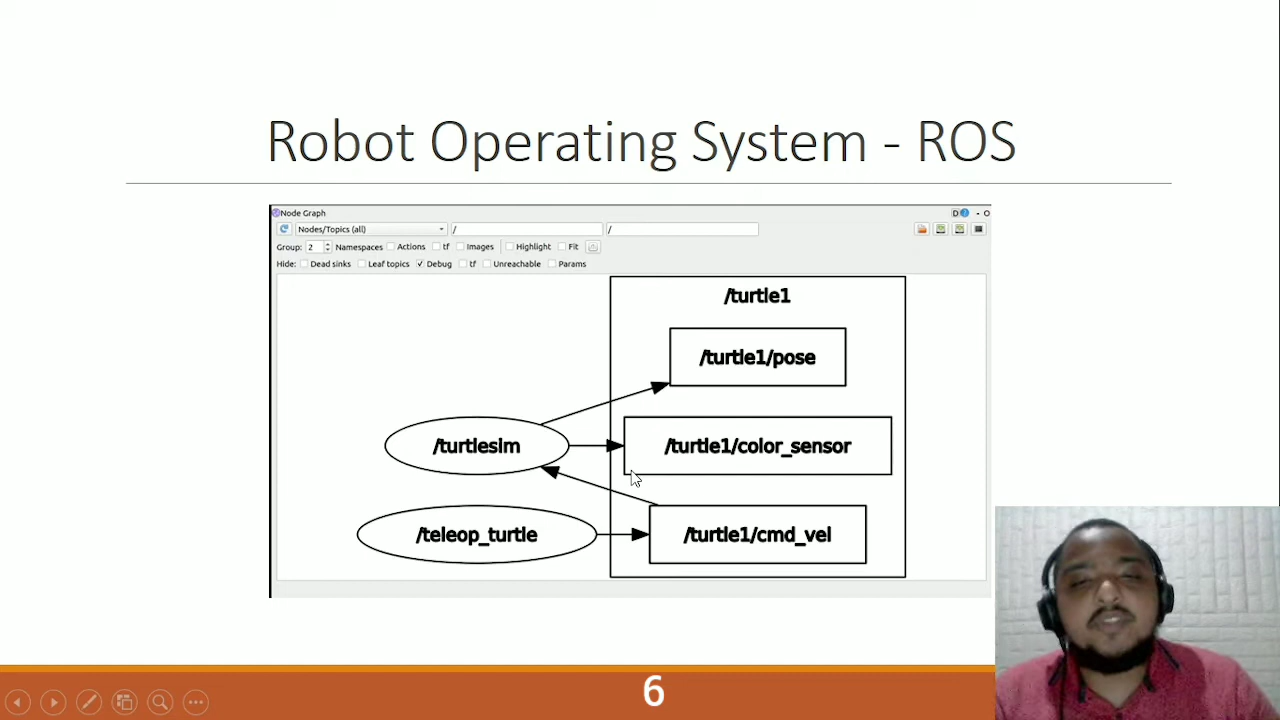 Robot Operating System - ROS
Node Graph
D - O
Nodes/Topics (all) / /
Group: 2 Namespaces Actions tf Images Highlight Fit
Hide: Dead sinks Leaf topics Debug tf Unreachable Params
/turtle1
/turtle1/pose
/turtlesim
/turtle1/color_sensor
/teleop_turtle
/turtle1/cmd_vel
6